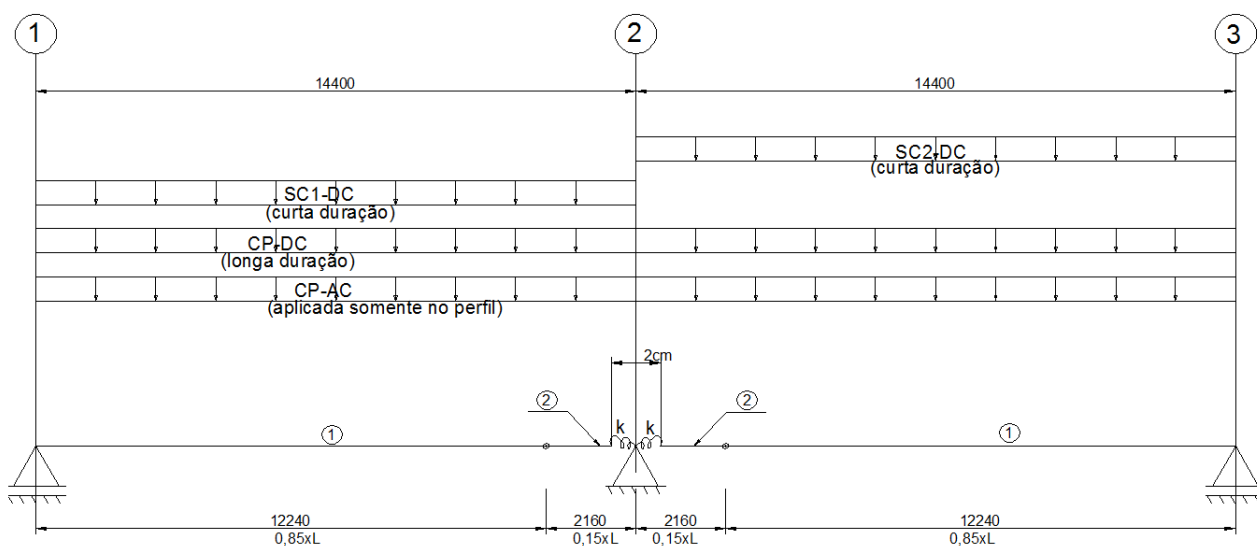 1 2 3
14400 14400
SC2-DC
(curta duração)
SC1-DC
(curta duração)
CP-DC
(longa duração)
CP-AC
(aplicada somente no perfil)
2cm
2 k k 2
1 1
12240 2160 2160 12240
0,85xL 0,15xL 0,15xL 0,85xL